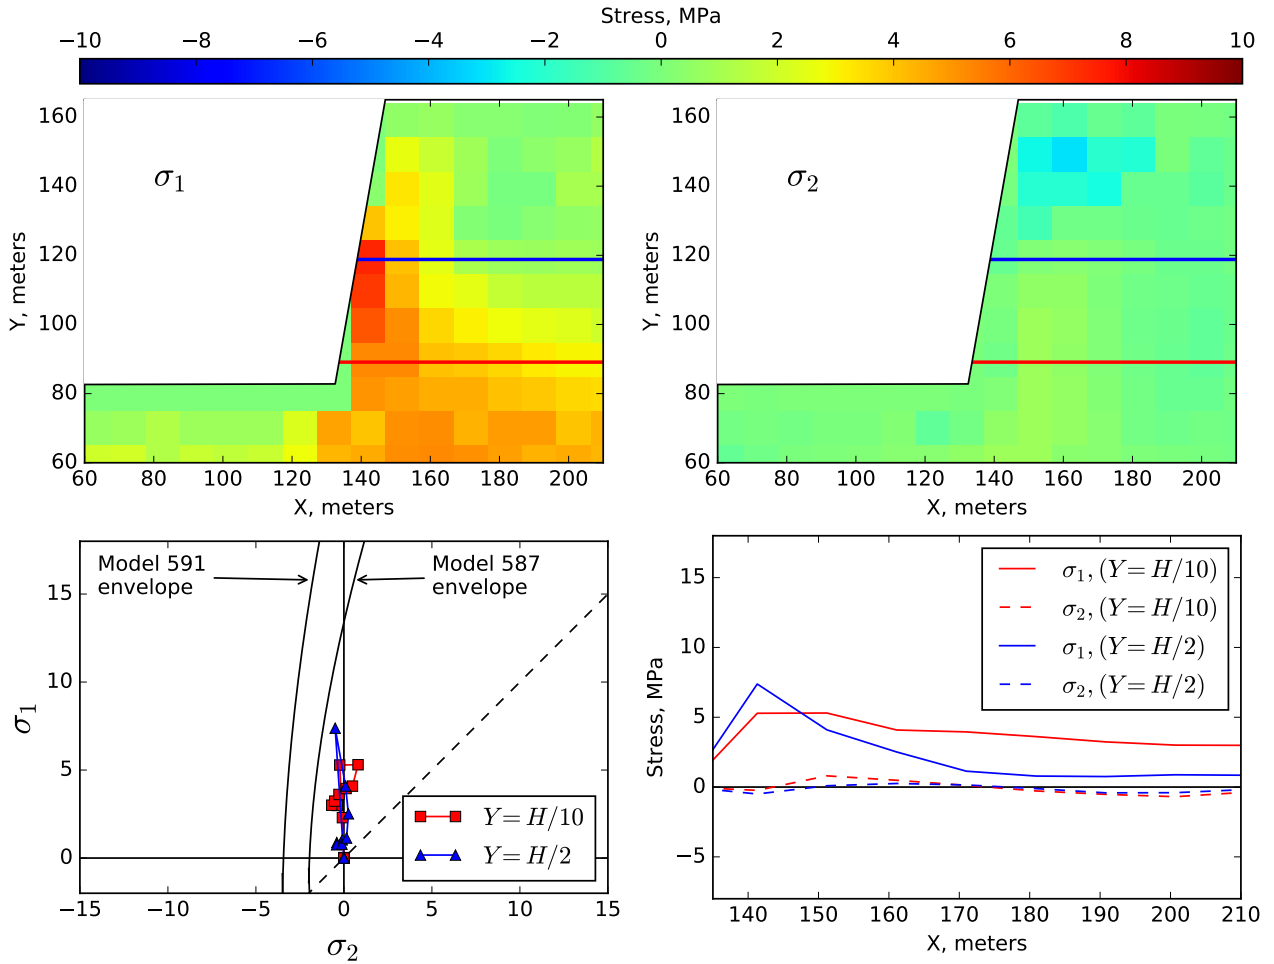 Stress, MPa
−10 −8 −6 −4 −2 0 2 4 6 8 10
160
140
120
100
80
60
Y, meters
σ1
60 80 100 120 140 160 180 200
X, meters
160
140
120
100
80
60
Y, meters
σ2
60 80 100 120 140 160 180 200
X, meters
15
10
5
0
σ1
Model 591
envelope
Model 587
envelope
Y=H/10
Y=H/2
−15 −10 −5 0 5 10 15
σ2
15
10
5
0
−5
Stress, MPa
σ1, (Y=H/10)
σ2, (Y=H/10)
σ1, (Y=H/2)
σ2, (Y=H/2)
140 150 160 170 180 190 200 210
X, meters